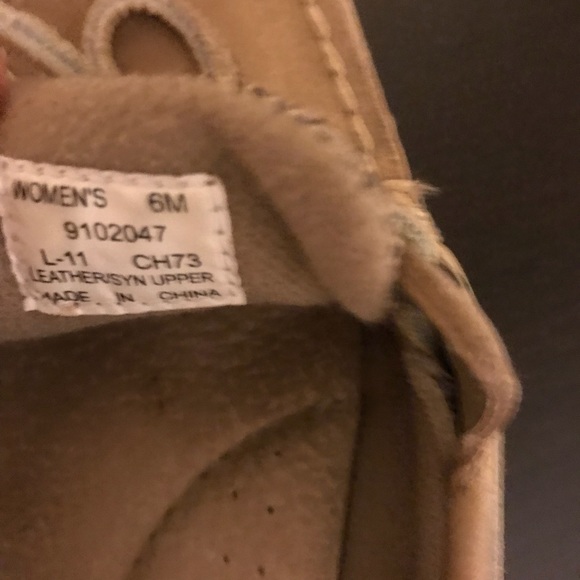 WOMEN'S 6M
9102047
L-11 CH73
LEATHER/SYN UPPER
MADE IN CHINA